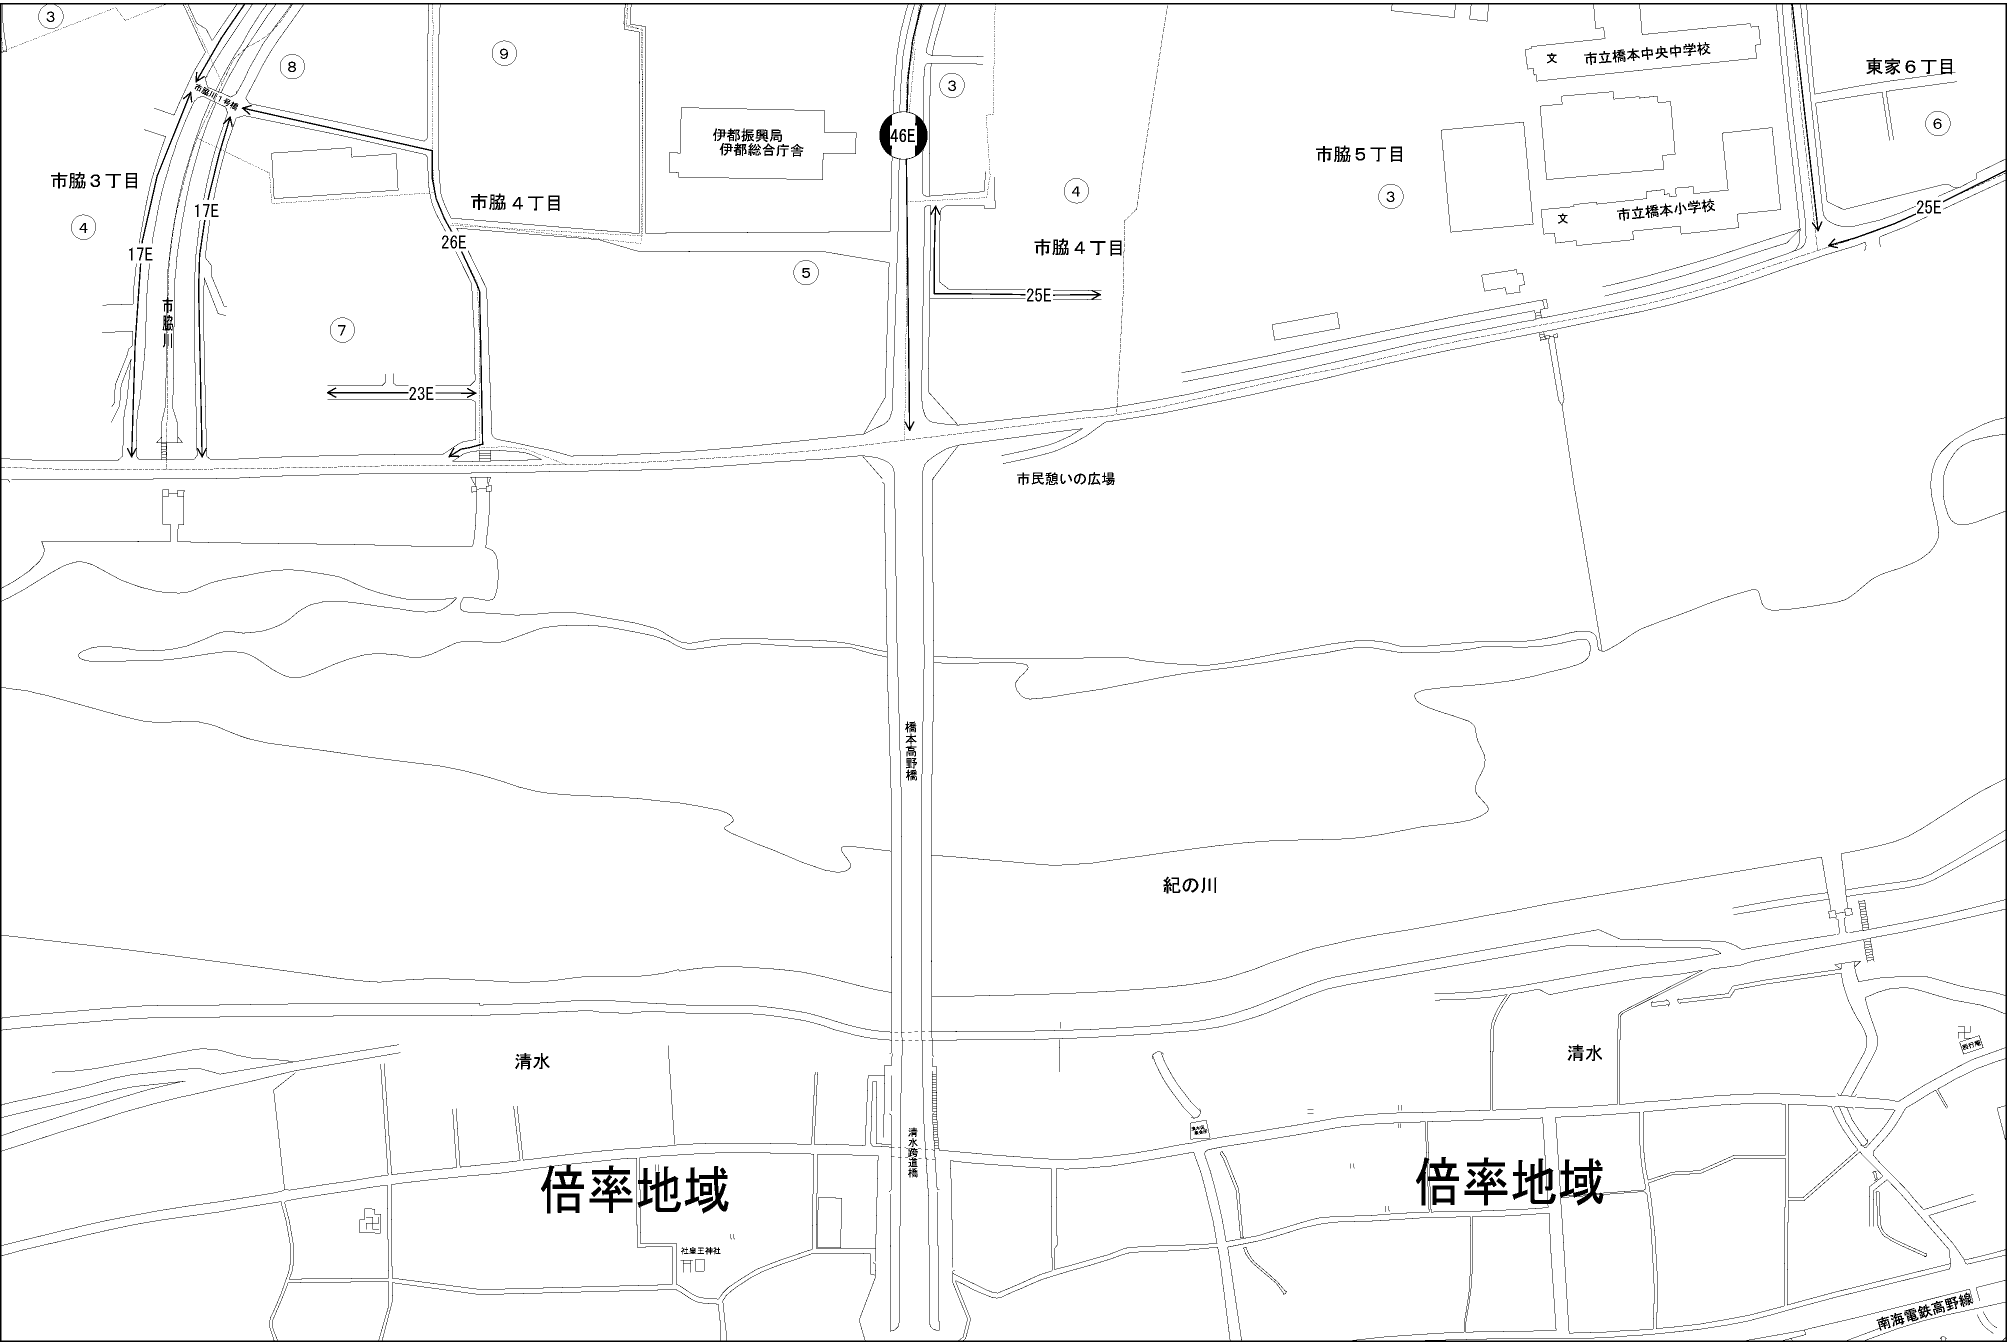 ③
⑧
⑨
③
市立橋本中央中学校
文
東家６丁目
⑥
市脇川１号橋
伊都振興局
伊都総合庁舎
46E
市脇５丁目
③
市脇３丁目
④
17E
市脇４丁目
④
文
市立橋本小学校
25E
17E
26E
市脇４丁目
⑤
25E
市脇川
⑦
23E
市民憩いの広場
橋本高野橋
紀の川
清水
清水
清水跨道橋
倍率地域
倍率地域
社皇王神社
南海電鉄高野線